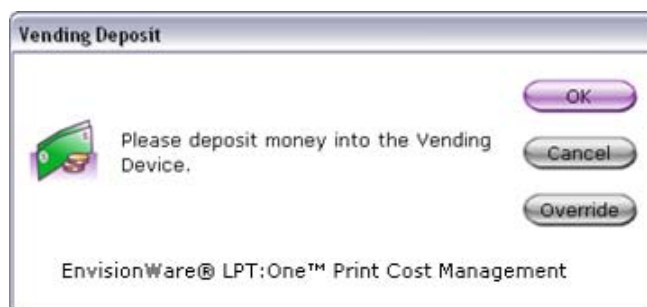 Vending Deposit
OK
Please deposit money into the Vending
Device.
Cancel
Override
EnvisionWare® LPT:One™ Print Cost Management